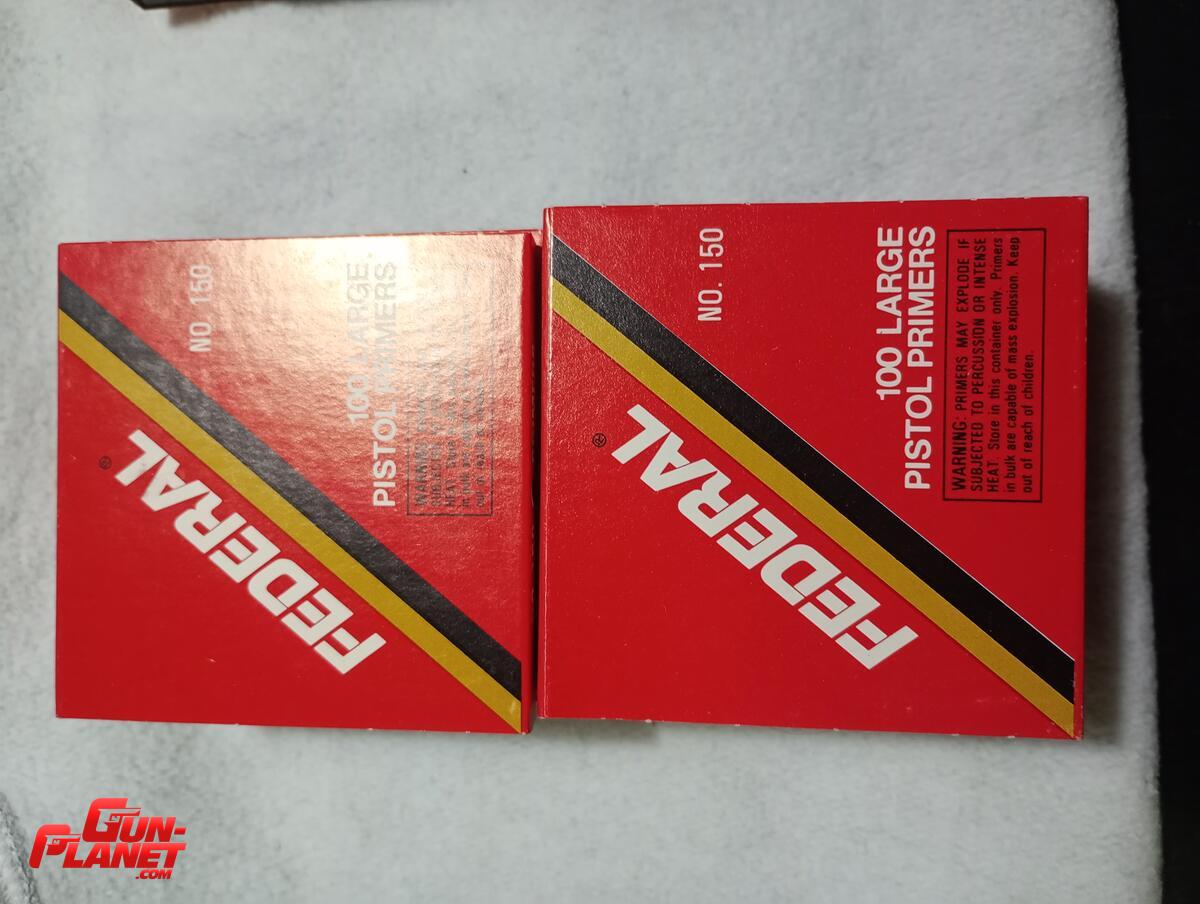 FEDERAL®
NO. 150
100 LARGE
PISTOL PRIMERS
WARNING
FEDERAL®
NO. 150
100 LARGE
PISTOL PRIMERS
WARNING: PRIMERS MAY EXPLODE IF
SUBJECTED TO PERCUSSION OR INTENSE
HEAT. Store in this container only. Primers
in bulk are capable of mass explosion. Keep
out of reach of children.
GUN-
PLANET
.COM